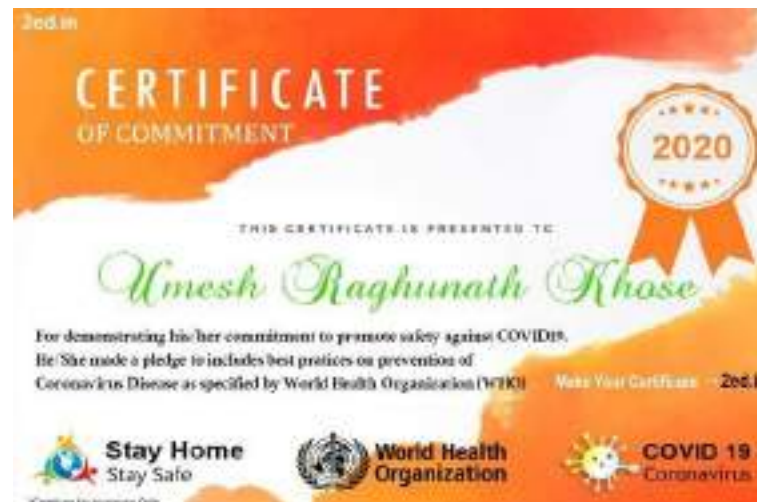 2ed.in
CERTIFICATE
OF COMMITMENT
2020
THIS CERTIFICATE IS PRESENTED TO
Umesh Raghunath Khose
For demonstrating his/her commitment to promote safety against COVID19.
He/She made a pledge to includes best pratices on prevention of
Coronavirus Disease as specified by World Health Organization (WHO)
Make Your Certificate
2ed.i
Stay Home
Stay Safe
World Health
Organization
COVID 19
Coronavirus